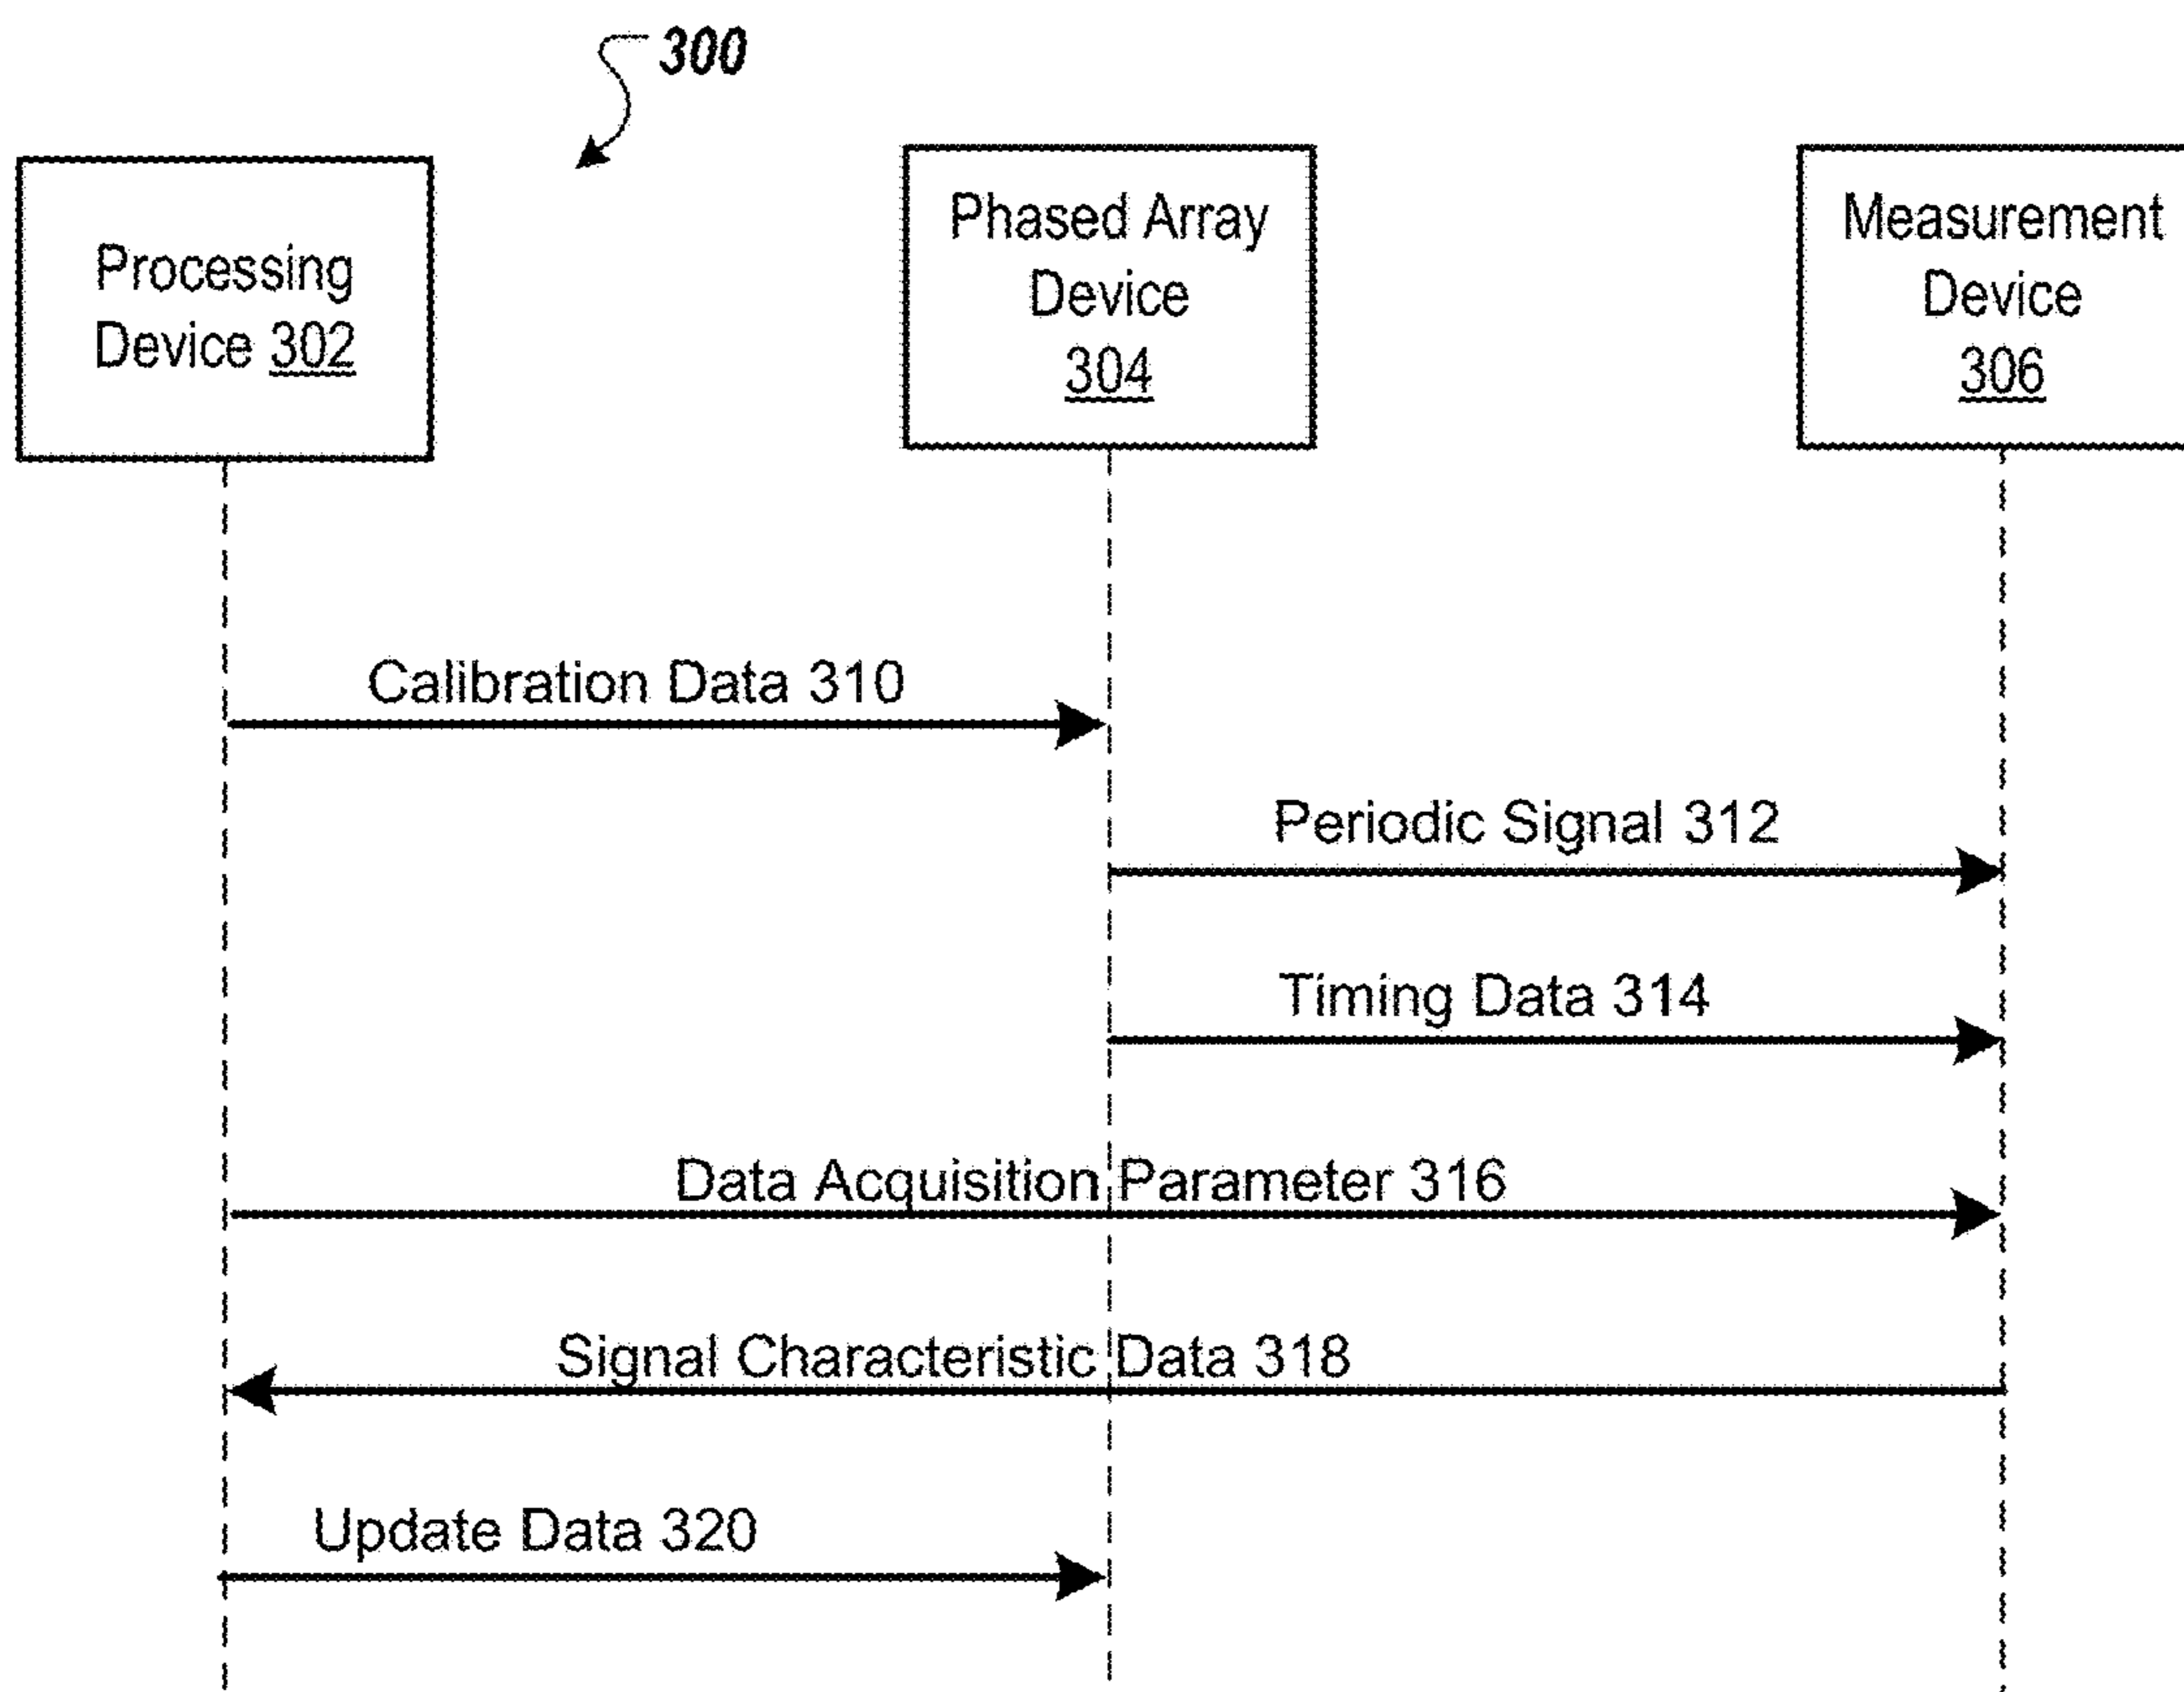 300
Processing
Device 302
Phased Array
Device
304
Measurement
Device
306
Calibration Data 310
Periodic Signal 312
Timing Data 314
Data Acquisition Parameter 316
Signal Characteristic Data 318
Update Data 320